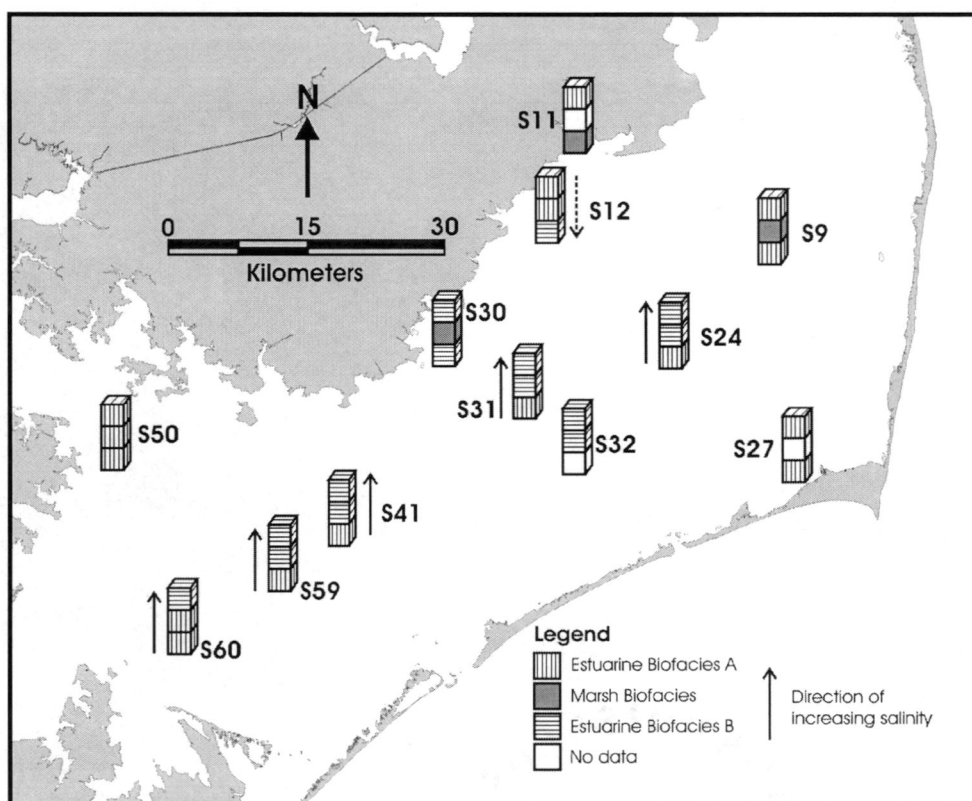 N
S11
0 15 30
Kilometers
S12
S9
S30
S24
S31
S50
S32
S27
S41
S59
S60
Legend
Estuarine Biofacies A
Marsh Biofacies
Estuarine Biofacies B
No data
Direction of
increasing salinity